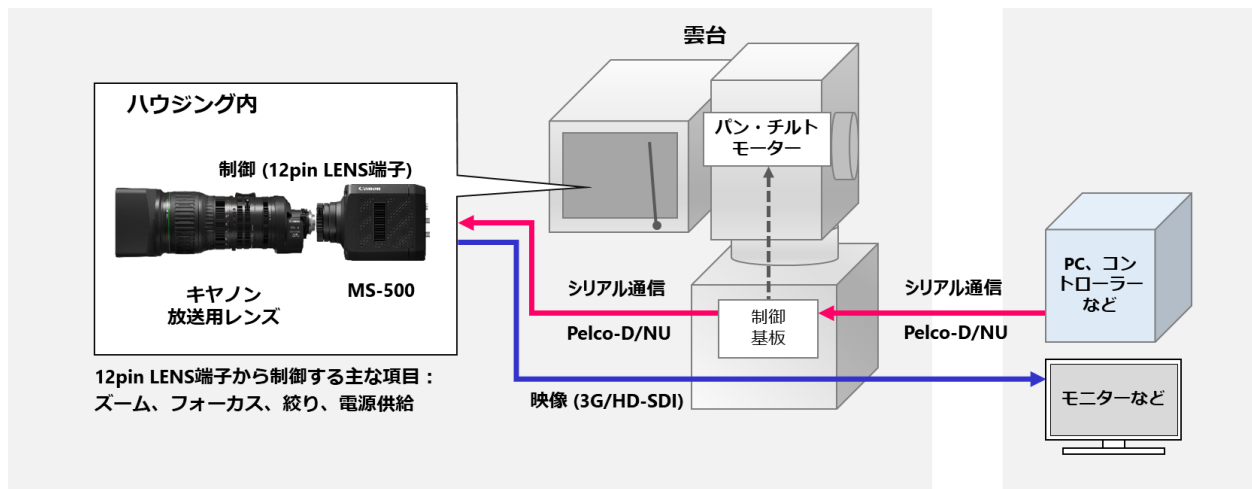 雲台
ハウジング内
パン・チルト
モーター
制御 (12pin LENS端子)
Canon
キヤノン
放送用レンズ
MS-500
シリアル通信
Pelco-D/NU
制御
基板
シリアル通信
Pelco-D/NU
PC、コン
トローラー
など
12pin LENS端子から制御する主な項目：
ズーム、フォーカス、絞り、電源供給
映像 (3G/HD-SDI)
モニターなど